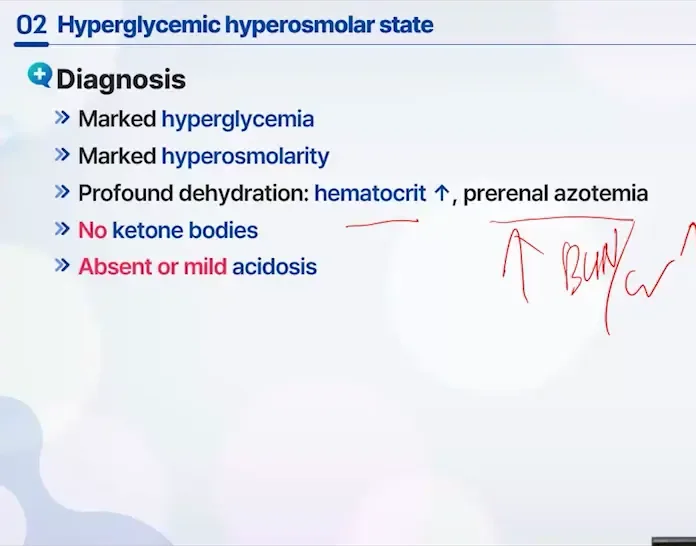 02 Hyperglycemic hyperosmolar state
Diagnosis
» Marked hyperglycemia
» Marked hyperosmolarity
» Profound dehydration: hematocrit ↑, prerenal azotemia
» No ketone bodies
» Absent or mild acidosis
↑ BUN/Cr ↑